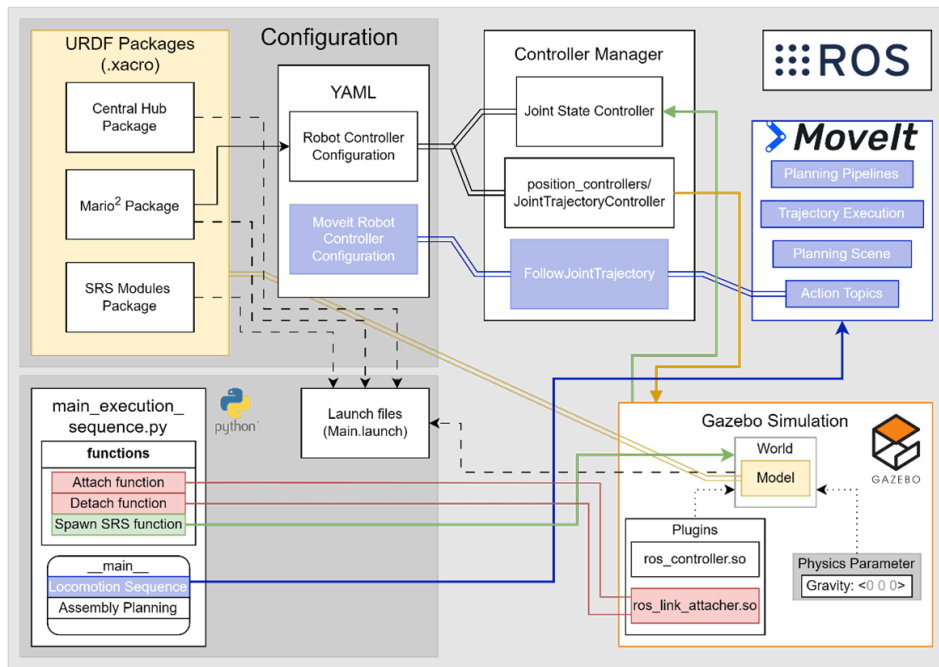 URDF Packages
(.xacro)
Central Hub
Package
Mario² Package
SRS Modules
Package
Configuration
YAML
Robot Controller
Configuration
Moveit Robot
Controller
Configuration
Controller Manager
Joint State Controller
position_controllers/
JointTrajectoryController
FollowJointTrajectory
ROS
MoveIt
Planning Pipelines
Trajectory Execution
Planning Scene
Action Topics
main_execution_
sequence.py
functions
Attach function
Detach function
Spawn SRS function
__main__
Locomotion Sequence
Assembly Planning
python
Launch files
(Main.launch)
Gazebo Simulation
World
Model
GAZEBO
Plugins
ros_controller.so
ros_link_attacher.so
Physics Parameter
Gravity: <0 0 0>